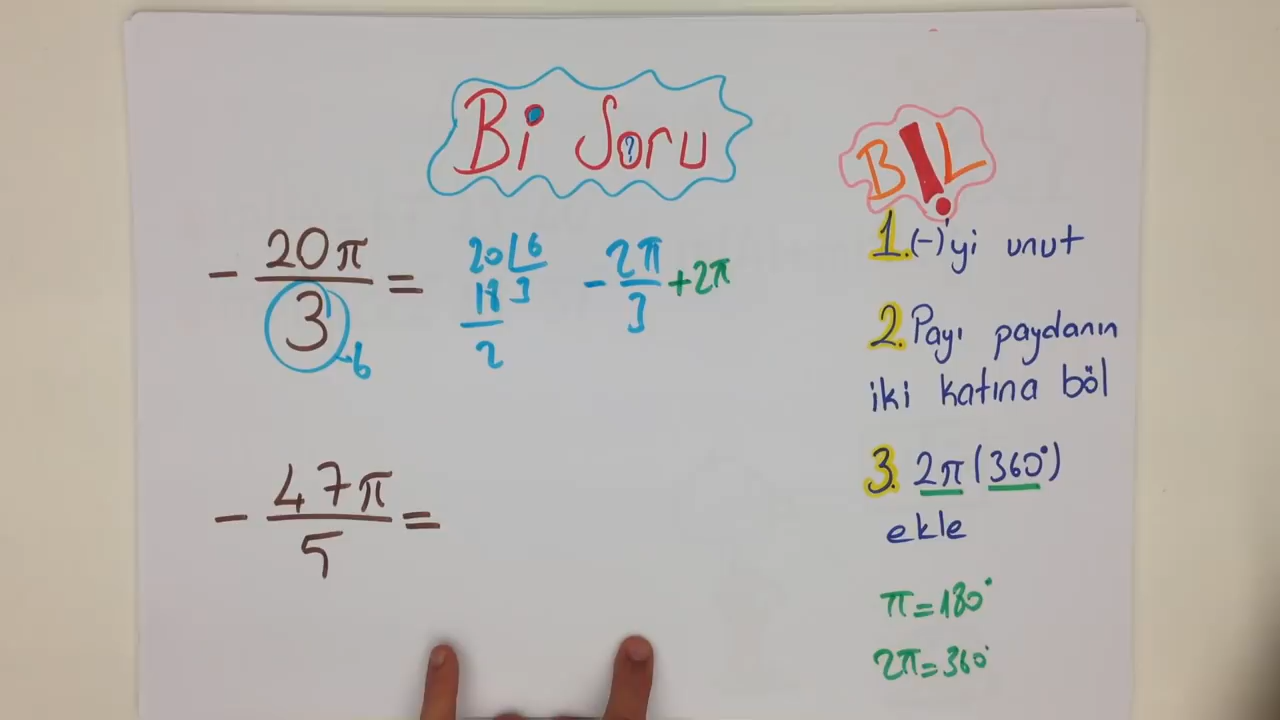 Bi Soru
-20π/3 =
6
20 | 6
18 3
2
-2π/3 +2π
-47π/5 =
BİL
1. (-)'yi unut
2. Payı paydanın
iki katına böl
3. 2π (360°)
ekle
π=180°
2π=360°